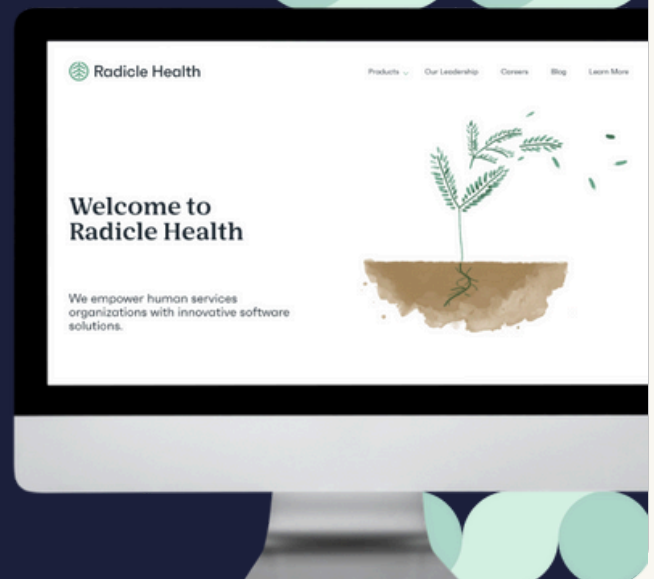 Radicle Health
Products
Our Leadership
Careers
Blog
Learn More
Welcome to
Radicle Health
We empower human services
organizations with innovative software
solutions.